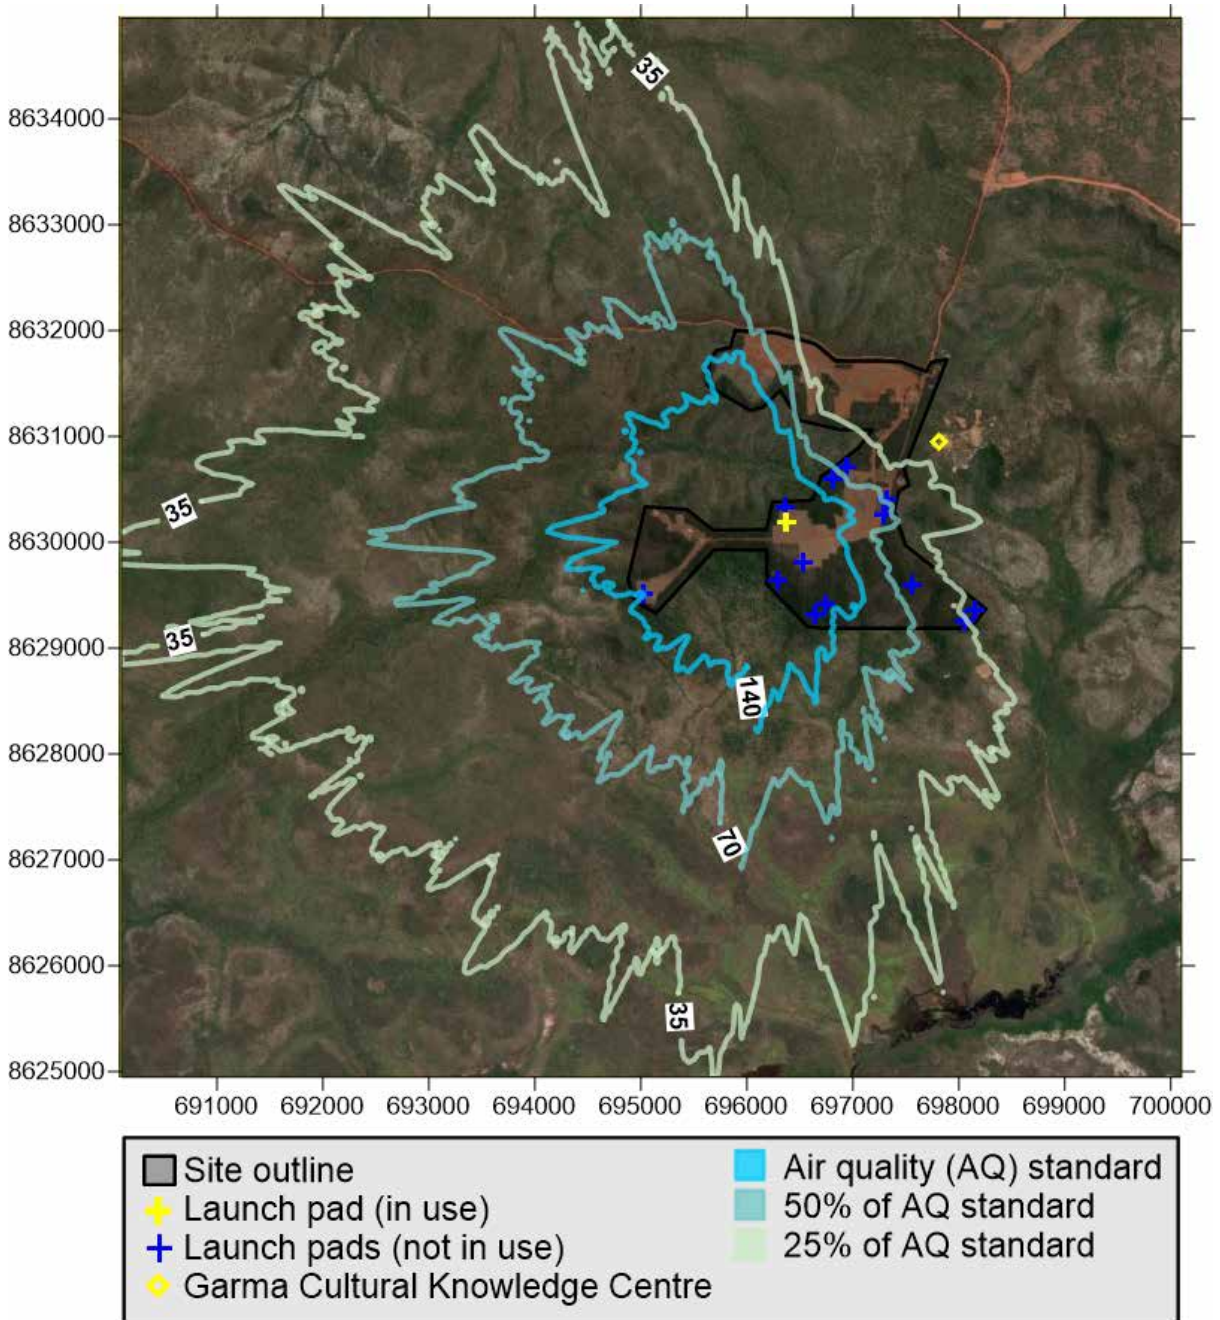 35
8634000
8633000
8632000
8631000
35
8630000
35
8629000
140
8628000
70
8627000
8626000
35
8625000
691000 692000 693000 694000 695000 696000 697000 698000 699000 700000
Site outline
Launch pad (in use)
Launch pads (not in use)
Garma Cultural Knowledge Centre
Air quality (AQ) standard
50% of AQ standard
25% of AQ standard